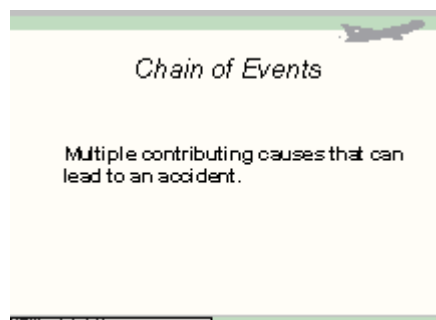 Chain of Events
Multiple contributing causes that can
lead to an accident.